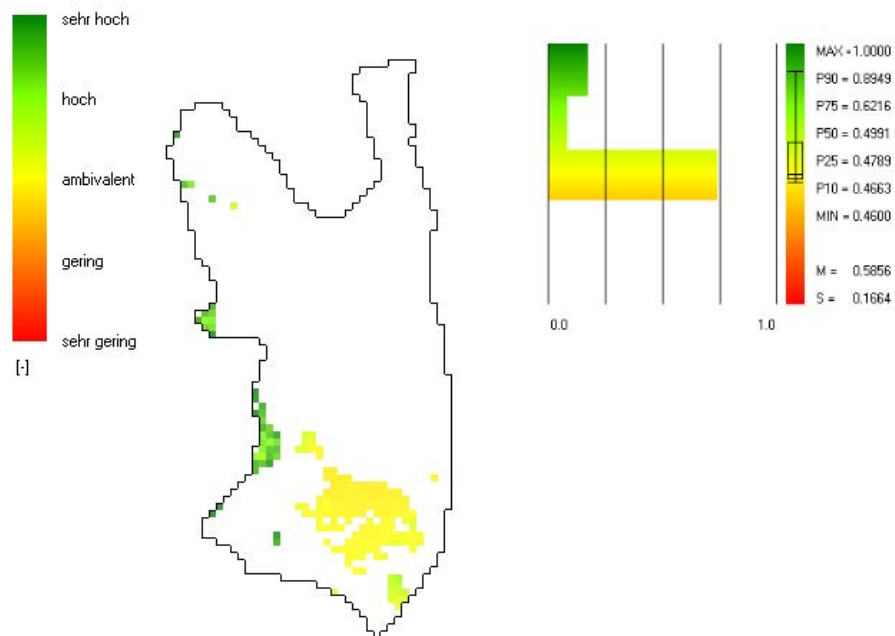 sehr hoch
hoch
ambivalent
gering
sehr gering
[-]
MAX =1.0000
P90 = 0.8949
P75 = 0.6216
P50 = 0.4991
P25 = 0.4789
P10 = 0.4663
MIN = 0.4600
M = 0.5856
S = 0.1664
0.0 1.0